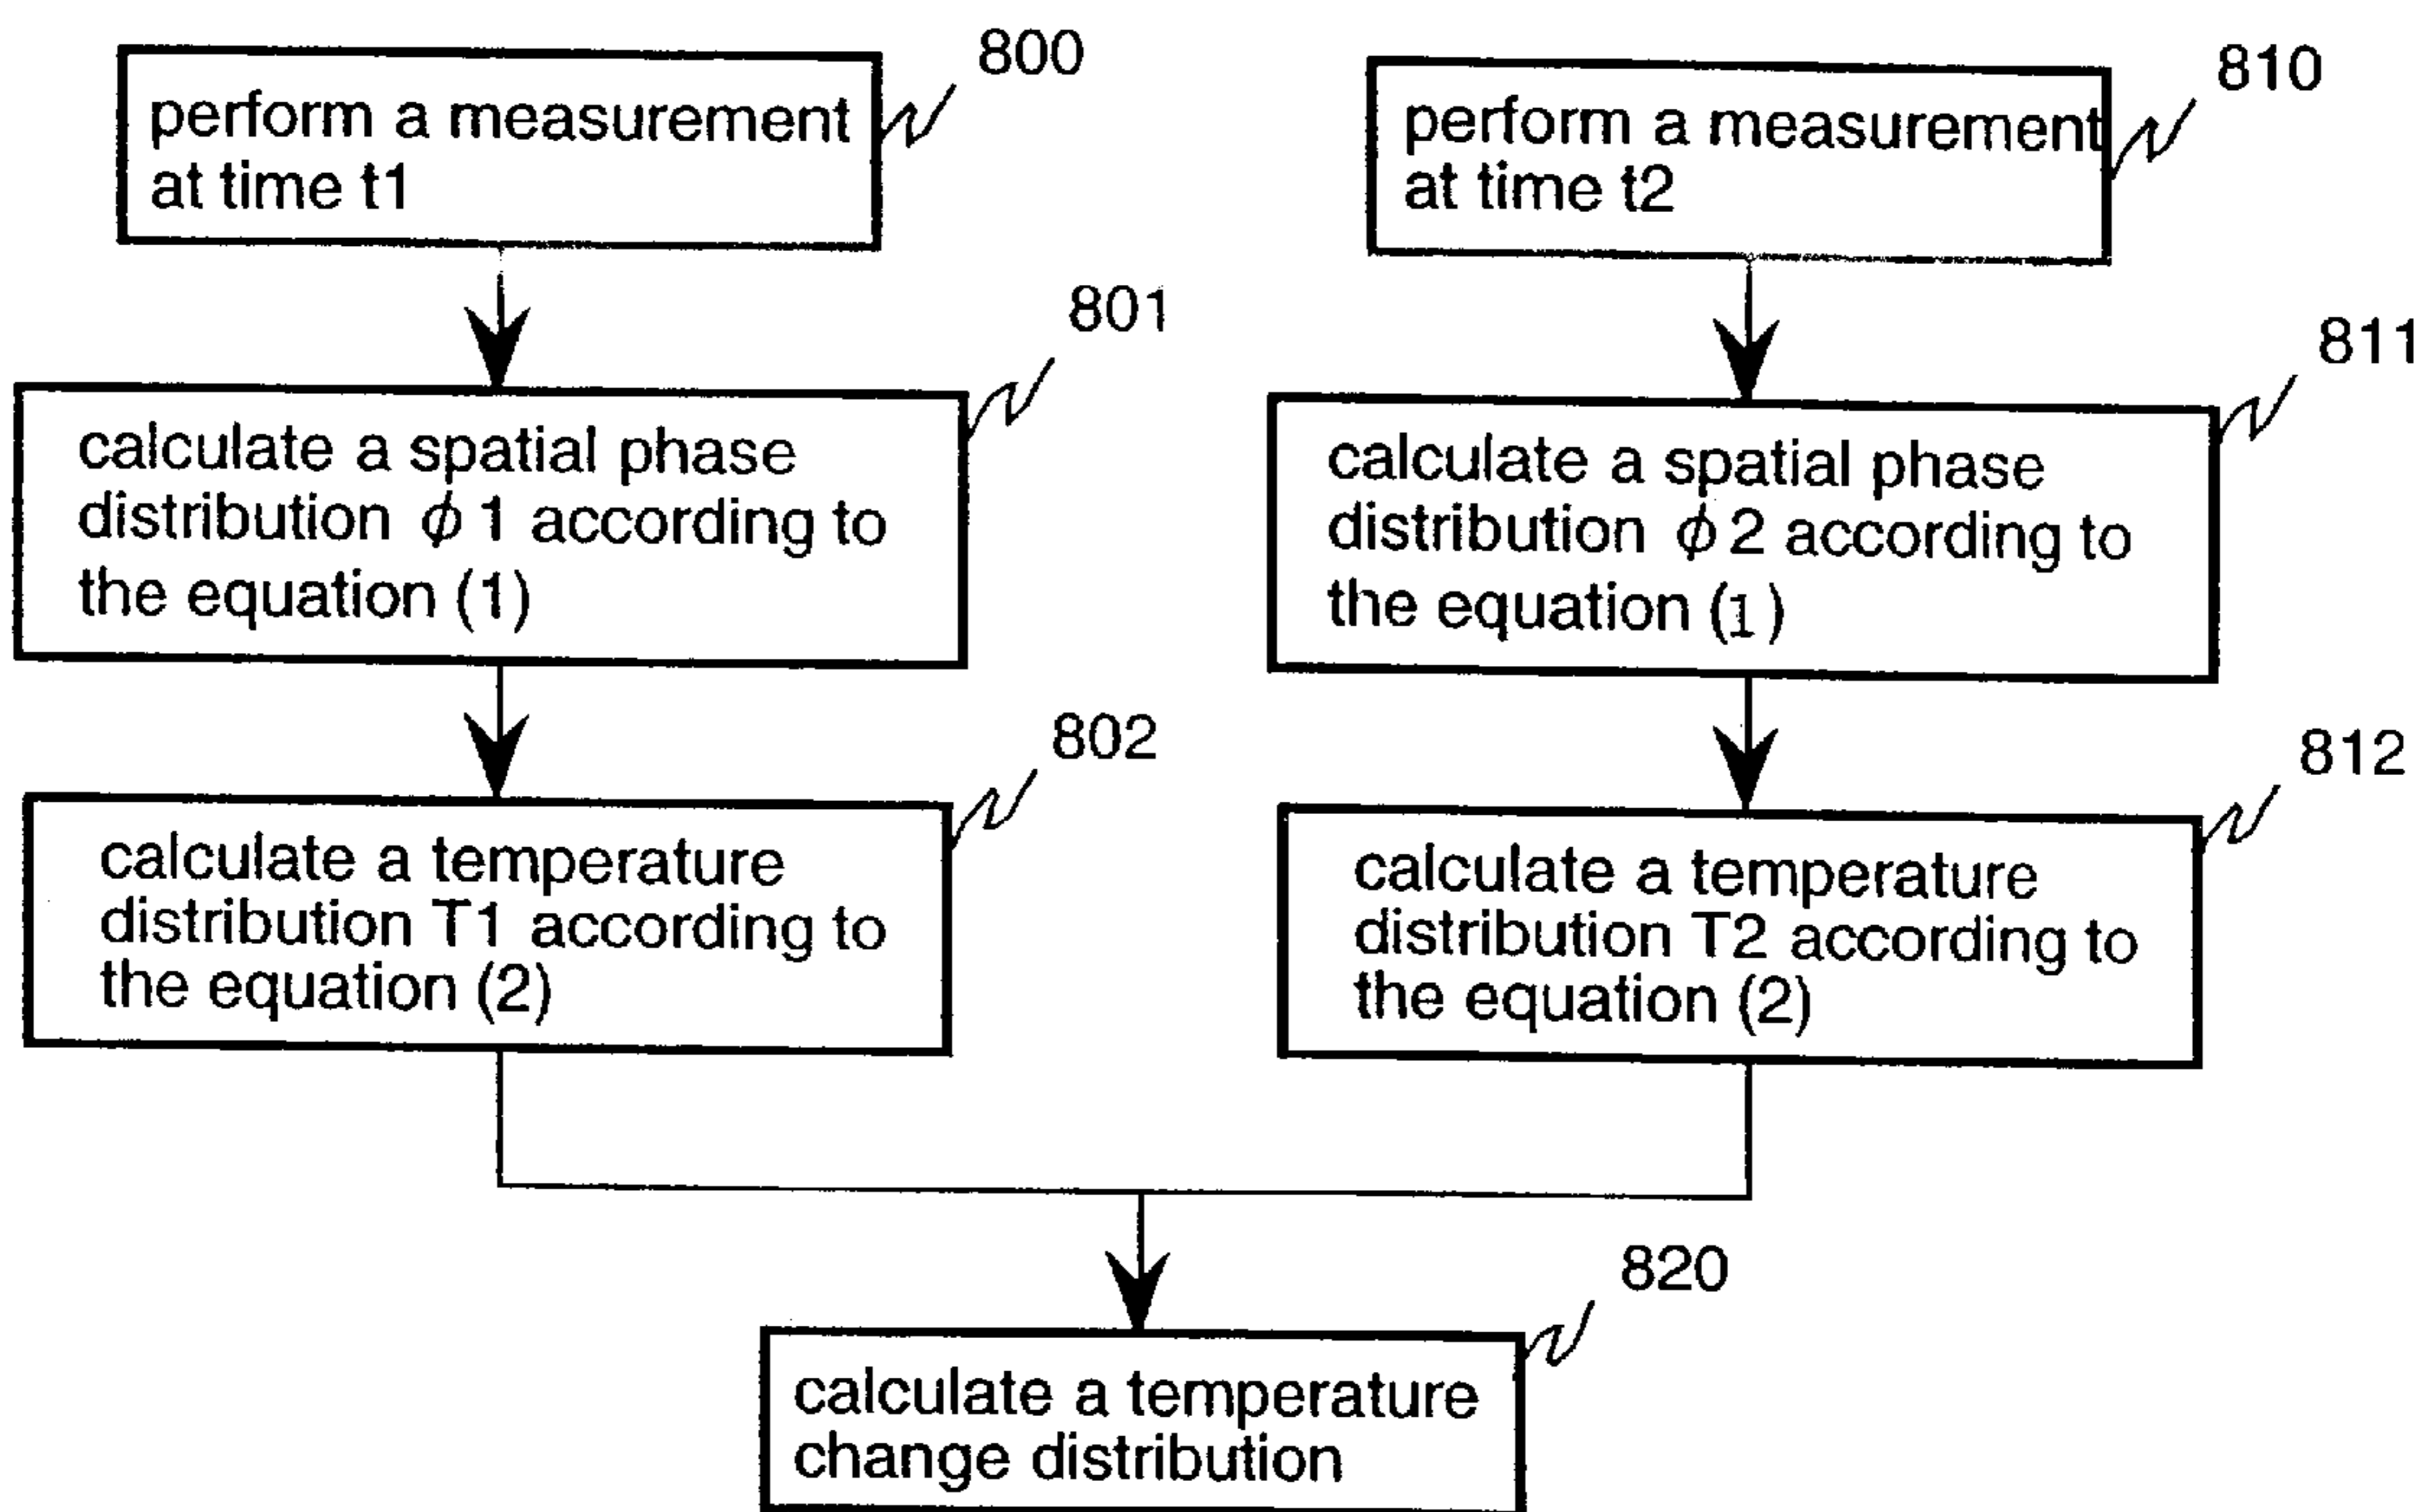 800
perform a measurement
at time t1
810
perform a measurement
at time t2
801
calculate a spatial phase
distribution ϕ 1 according to
the equation (1)
811
calculate a spatial phase
distribution ϕ 2 according to
the equation (1)
802
calculate a temperature
distribution T1 according to
the equation (2)
812
calculate a temperature
distribution T2 according to
the equation (2)
820
calculate a temperature
change distribution